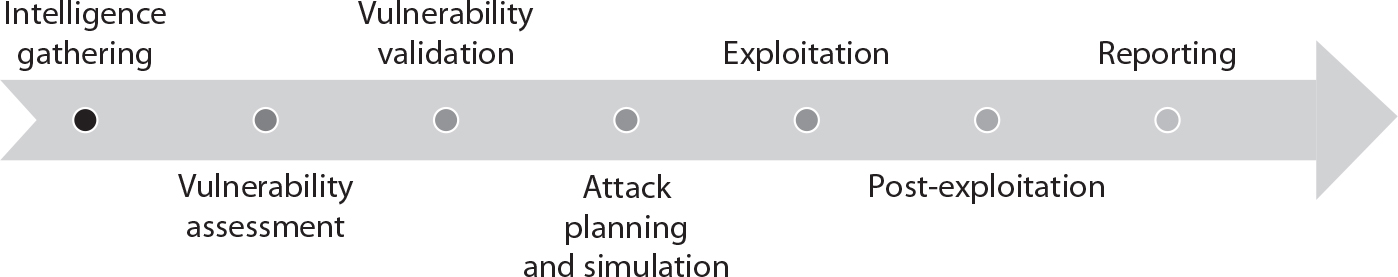 Intelligence
gathering
Vulnerability
assessment
Vulnerability
validation
Attack
planning
and simulation
Exploitation
Post-exploitation
Reporting